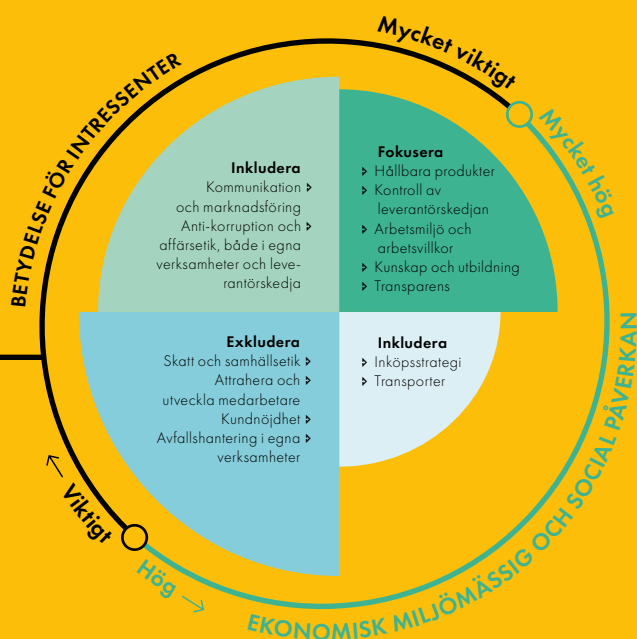 BETYDELSE FÖR INTRESSENTER
Mycket viktigt
Mycket hög
Inkludera
Kommunikation
och marknadsföring
Anti-korruption och
affärsetik, både i egna
verksamheter och leve-
rantörskedja
Fokusera
Hållbara produkter
Kontroll av
leverantörskedjan
Arbetsmiljö och
arbetsvillkor
Kunskap och utbildning
Transparens
Exkludera
Skatt och samhällsetik
Attrahera och
utveckla medarbetare
Kundnöjdhet
Avfallshantering i egna
verksamheter
Inkludera
Inköpsstrategi
Transporter
← Viktigt
Hög →
EKONOMISK MILJÖMÄSSIG OCH SOCIAL PÅVERKAN